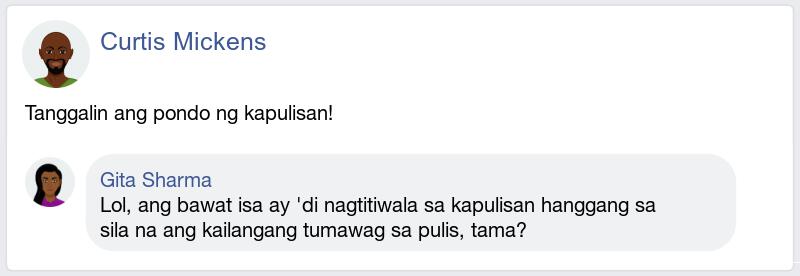 Curtis Mickens
Tanggalin ang pondo ng kapulisan!
Gita Sharma
Lol, ang bawat isa ay 'di nagtitiwala sa kapulisan hanggang sa
sila na ang kailangang tumawag sa pulis, tama?